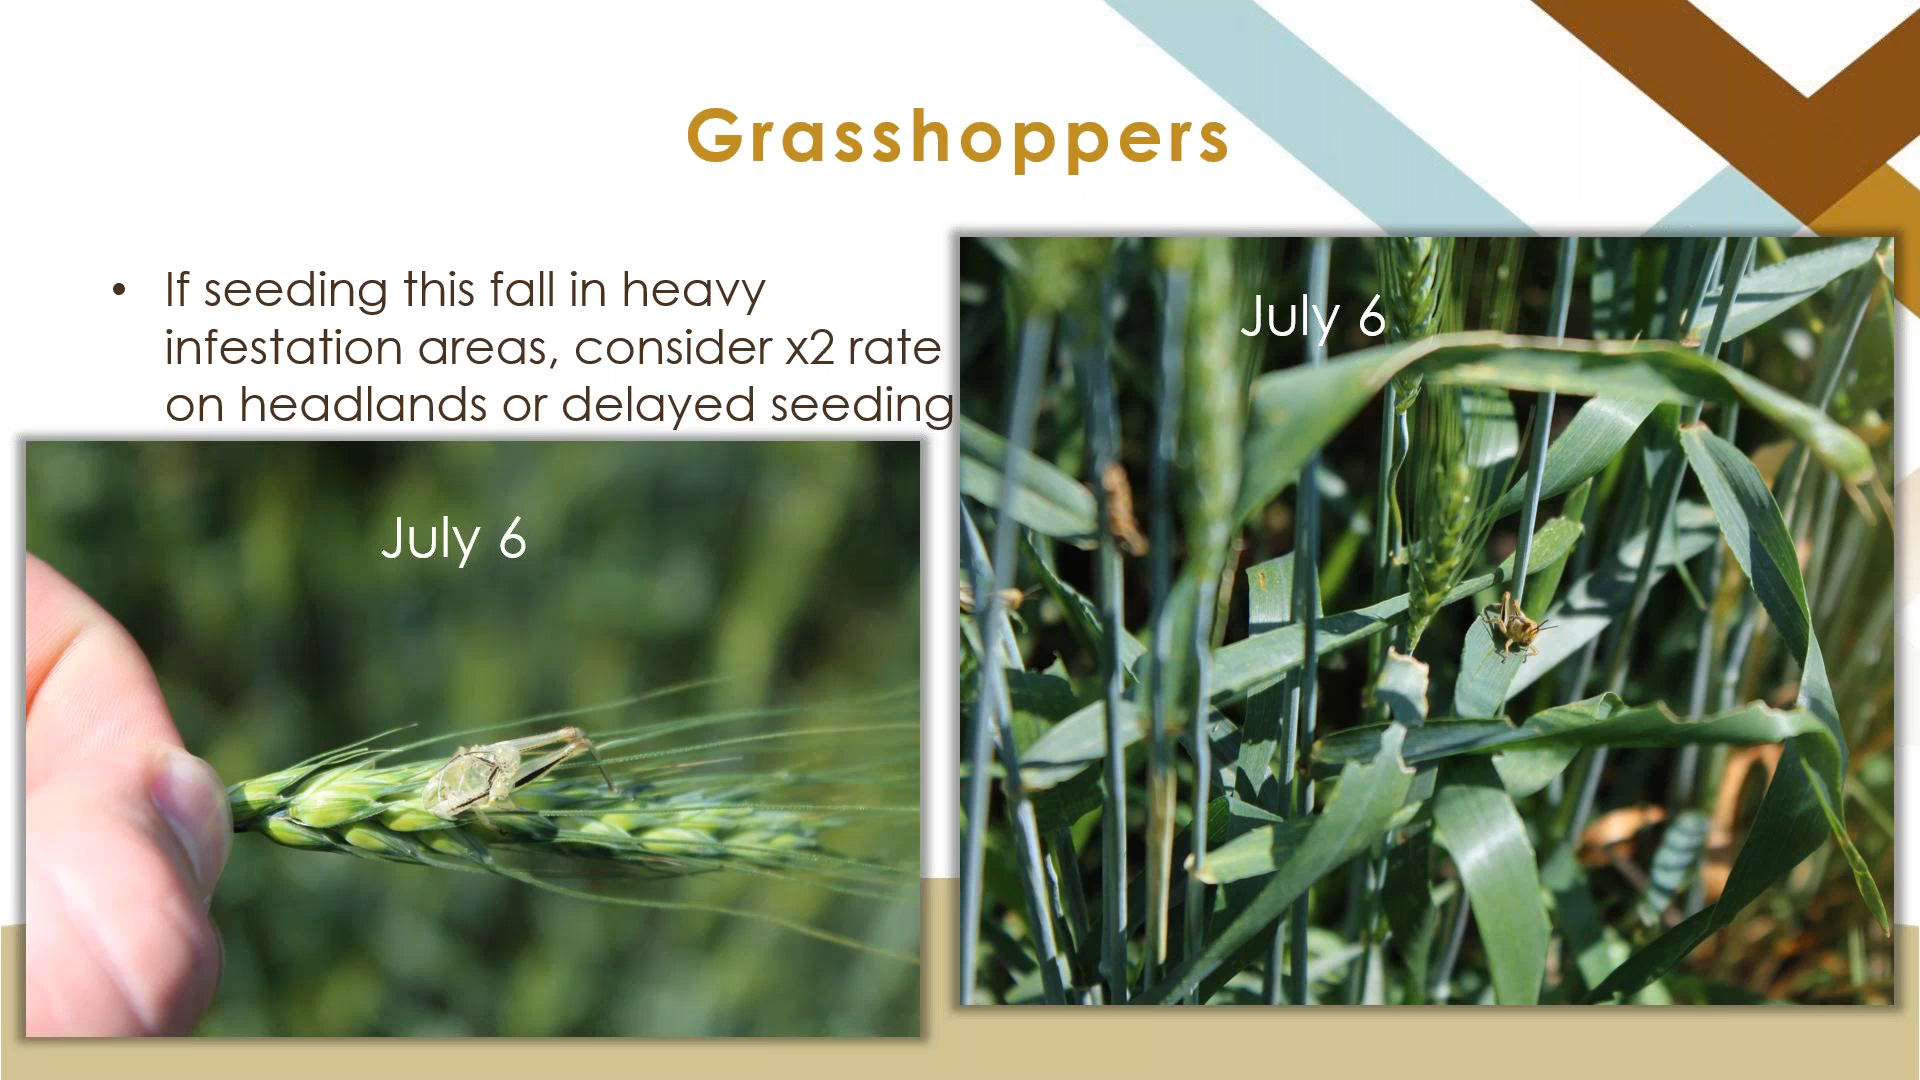 Grasshoppers
• If seeding this fall in heavy
infestation areas, consider x2 rate
on headlands or delayed seeding
July 6
July 6